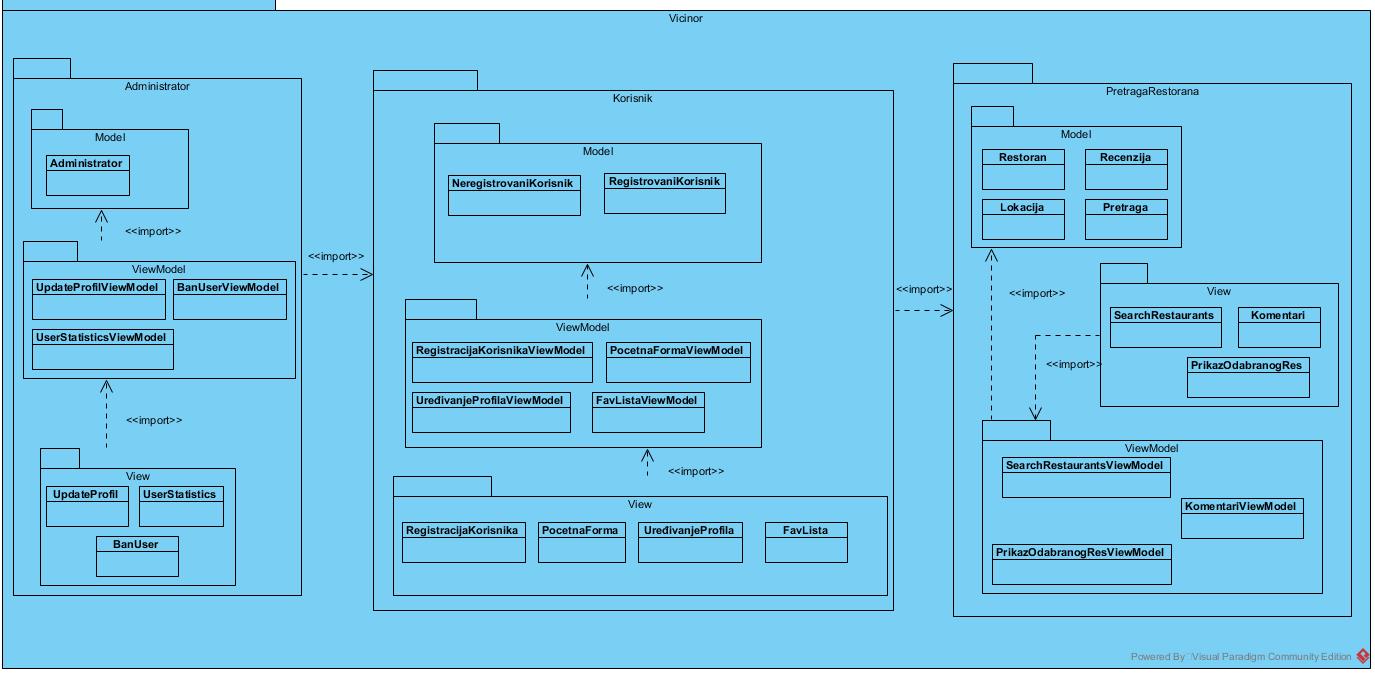 Vicinor
Administrator
Model
Administrator
<<import>>
ViewModel
UpdateProfilViewModel
BanUserViewModel
UserStatisticsViewModel
<<import>>
View
UpdateProfil
UserStatistics
BanUser
<<import>>
Korisnik
Model
NeregistrovaniKorisnik
RegistrovaniKorisnik
<<import>>
ViewModel
RegistracijaKorisnikaViewModel
PocetnaFormaViewModel
UređivanjeProfilaViewModel
FavListaViewModel
<<import>>
View
RegistracijaKorisnika
PocetnaForma
UređivanjeProfila
FavLista
<<import>>
PretragaRestorana
Model
Restoran
Recenzija
Lokacija
Pretraga
<<import>>
View
SearchRestaurants
Komentari
PrikazOdabranogRes
<<import>>
ViewModel
SearchRestaurantsViewModel
KomentariViewModel
PrikazOdabranogResViewModel
Powered By Visual Paradigm Community Edition